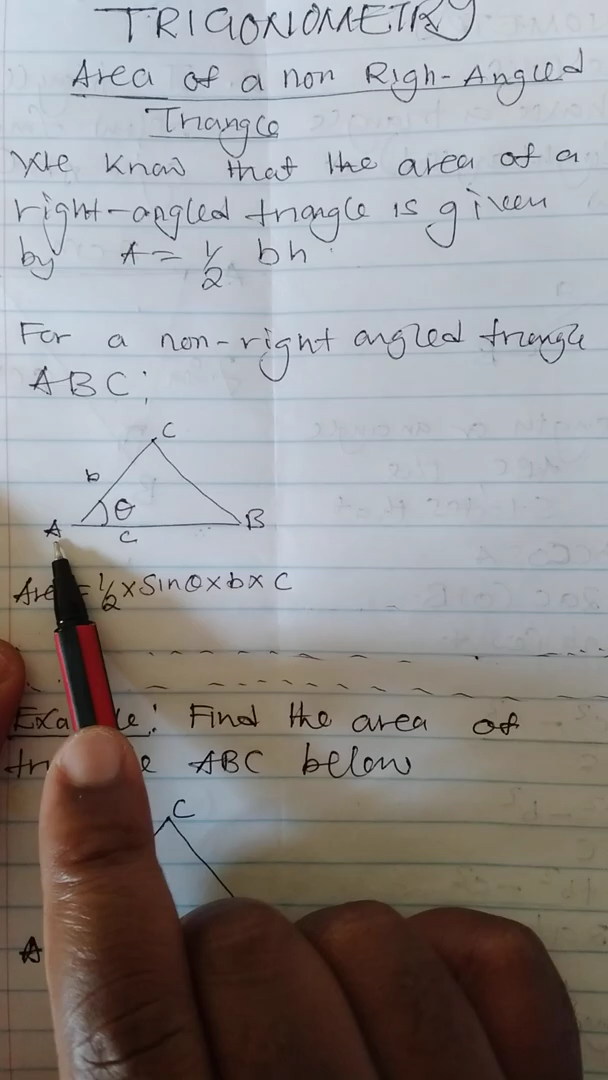 TRIGONOMETRY
Area of a non Righ-Angled
Triangle
We know that the area of a
right-angled triangle is given
by A = 1/2 bh
For a non-right angled triangle
ABC;
C
b
θ
A
B
c
= 1/2 × Sinθ × b × c
Find the area of
ABC below
C
A